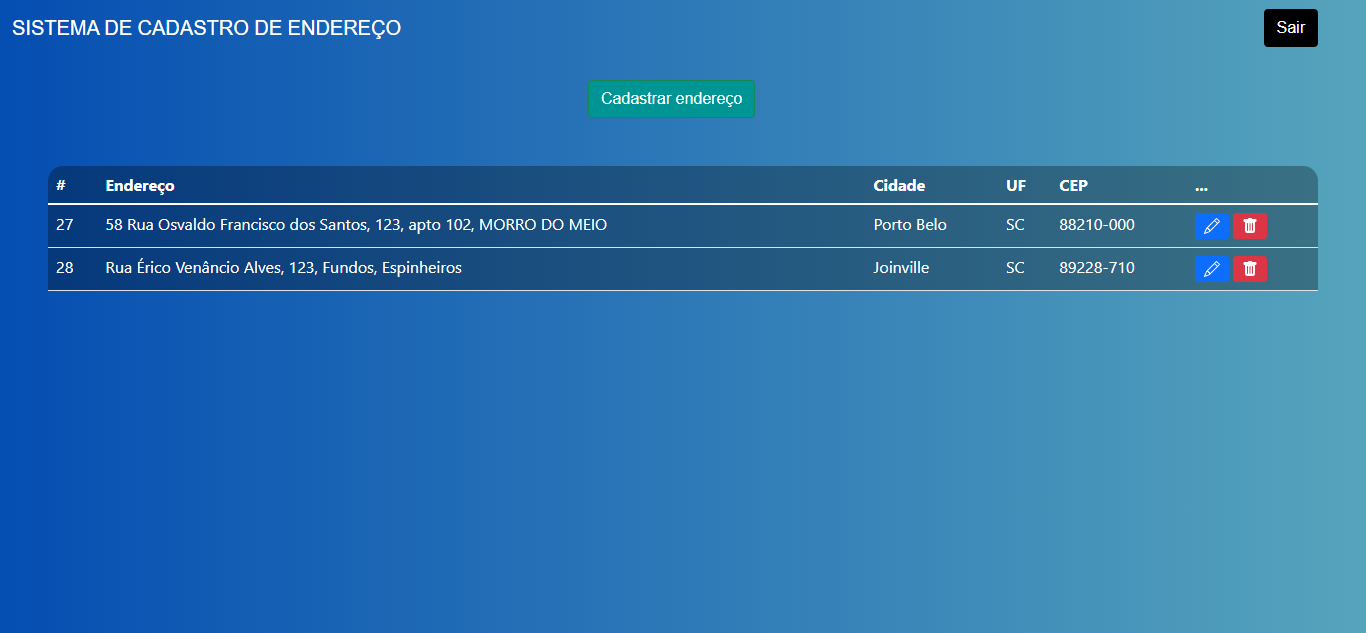 SISTEMA DE CADASTRO DE ENDEREÇO
Sair
Cadastrar endereço
# Endereço Cidade UF CEP ...
27 58 Rua Osvaldo Francisco dos Santos, 123, apto 102, MORRO DO MEIO Porto Belo SC 88210-000
28 Rua Érico Venâncio Alves, 123, Fundos, Espinheiros Joinville SC 89228-710